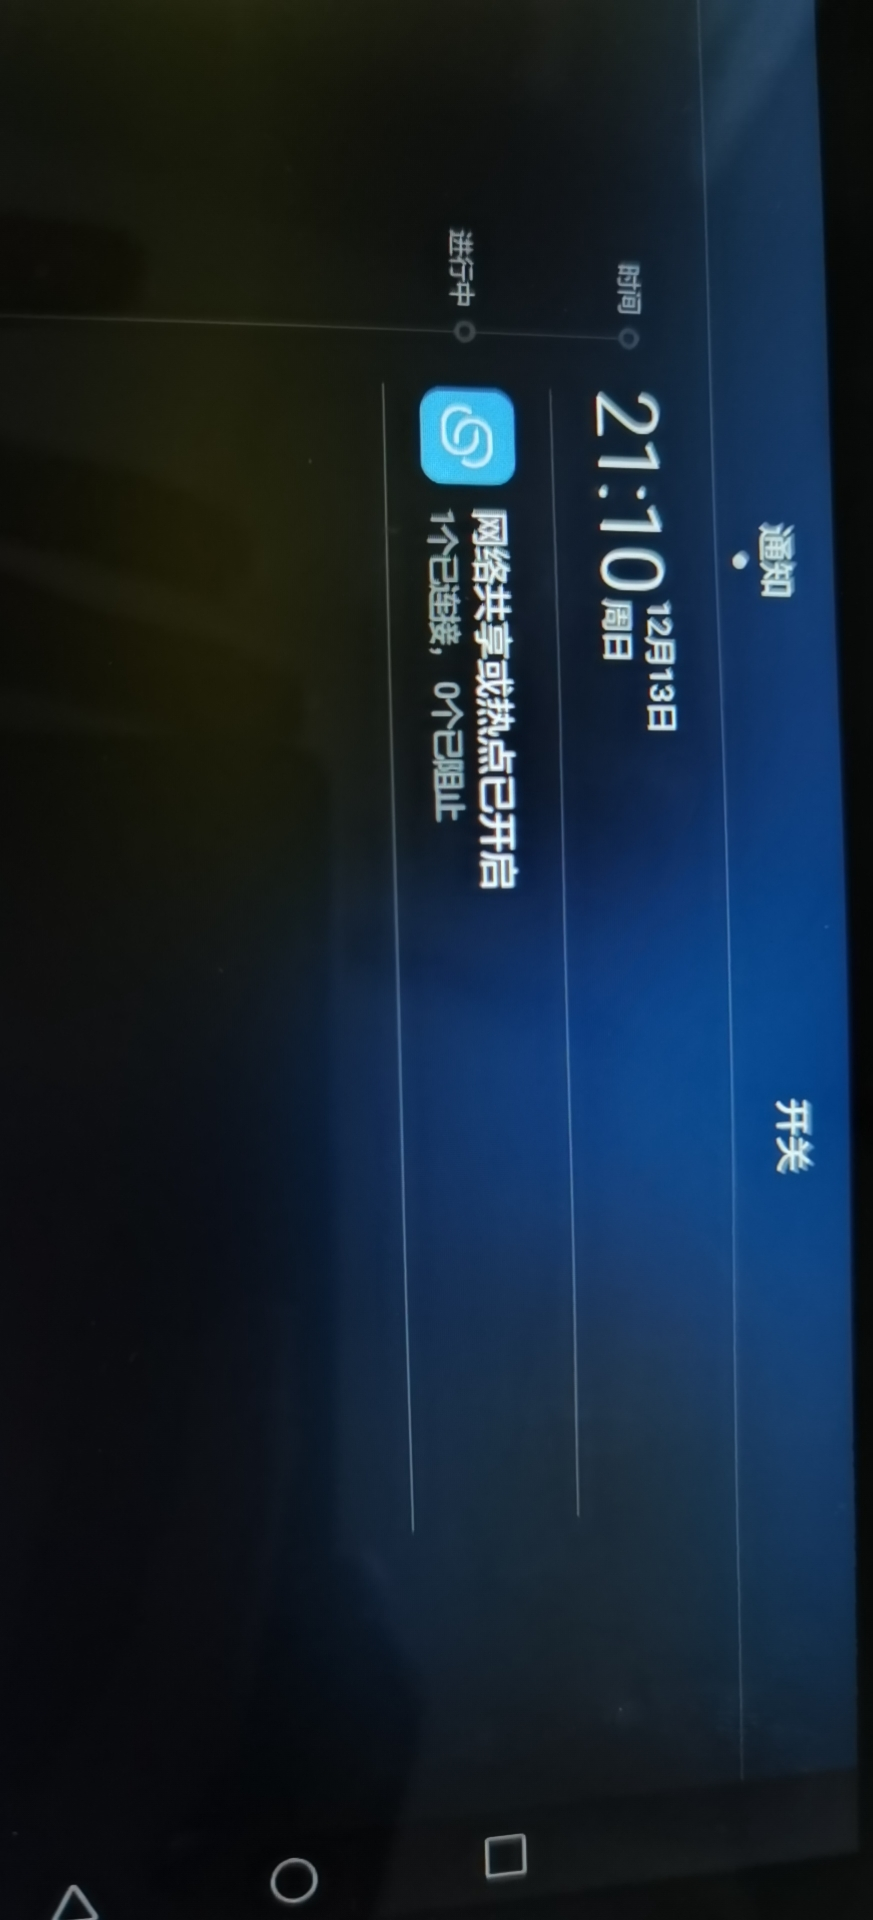 通知
开关
时间
21:10
12月13日
周日
进行中
网络共享或热点已开启
1个已连接，0个已阻止